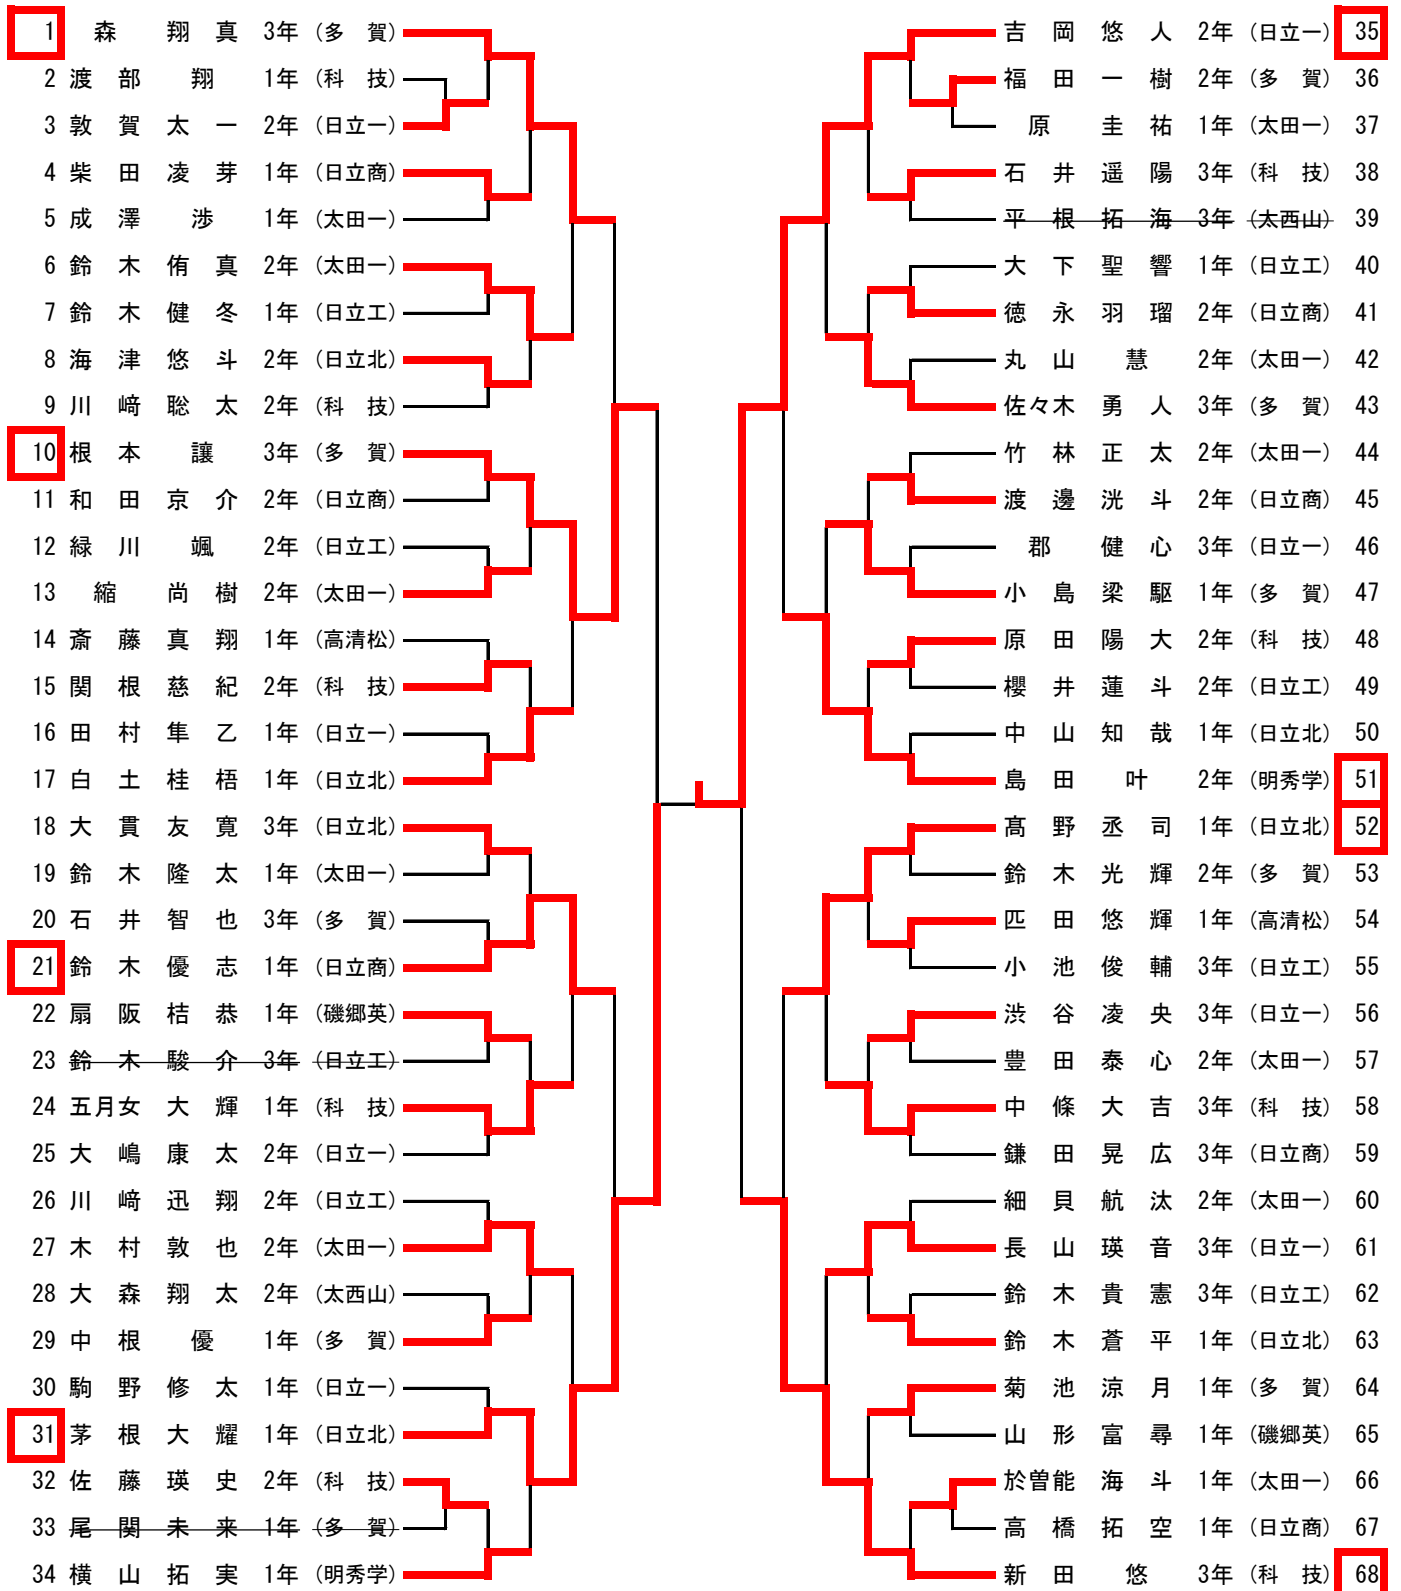 1 森 翔 真 3年 (多 賀)
2 渡 部 翔 1年 (科 技)
3 敦 賀 太 一 2年 (日立一)
4 柴 田 凌 芽 1年 (日立商)
5 成 澤 渉 1年 (太田一)
6 鈴 木 侑 真 2年 (太田一)
7 鈴 木 健 冬 1年 (日立工)
8 海 津 悠 斗 2年 (日立北)
9 川 﨑 聡 太 2年 (科 技)
10 根 本 讓 3年 (多 賀)
11 和 田 京 介 2年 (日立商)
12 緑 川 颯 2年 (日立工)
13 縮 尚 樹 2年 (太田一)
14 斎 藤 真 翔 1年 (高清松)
15 関 根 慈 紀 2年 (科 技)
16 田 村 隼 乙 1年 (日立一)
17 白 土 桂 梧 1年 (日立北)
18 大 貫 友 寛 3年 (日立北)
19 鈴 木 隆 太 1年 (太田一)
20 石 井 智 也 3年 (多 賀)
21 鈴 木 優 志 1年 (日立商)
22 扇 阪 桔 恭 1年 (磯郷英)
23 鈴 木 駿 介 3年 (日立工)
24 五月女 大 輝 1年 (科 技)
25 大 嶋 康 太 2年 (日立一)
26 川 﨑 迅 翔 2年 (日立工)
27 木 村 敦 也 2年 (太田一)
28 大 森 翔 太 2年 (太西山)
29 中 根 優 1年 (多 賀)
30 駒 野 修 太 1年 (日立一)
31 茅 根 大 耀 1年 (日立北)
32 佐 藤 瑛 史 2年 (科 技)
33 尾 関 未 来 1年 (多 賀)
34 横 山 拓 実 1年 (明秀学)
吉 岡 悠 人 2年 (日立一) 35
福 田 一 樹 2年 (多 賀) 36
原 圭 祐 1年 (太田一) 37
石 井 遥 陽 3年 (科 技) 38
平 根 拓 海 3年 (太西山) 39
大 下 聖 響 1年 (日立工) 40
徳 永 羽 瑠 2年 (日立商) 41
丸 山 慧 2年 (太田一) 42
佐々木 勇 人 3年 (多 賀) 43
竹 林 正 太 2年 (太田一) 44
渡 邊 洸 斗 2年 (日立商) 45
郡 健 心 3年 (日立一) 46
小 島 梁 駆 1年 (多 賀) 47
原 田 陽 大 2年 (科 技) 48
櫻 井 蓮 斗 2年 (日立工) 49
中 山 知 哉 1年 (日立北) 50
島 田 叶 2年 (明秀学) 51
髙 野 丞 司 1年 (日立北) 52
鈴 木 光 輝 2年 (多 賀) 53
匹 田 悠 輝 1年 (高清松) 54
小 池 俊 輔 3年 (日立工) 55
渋 谷 凌 央 3年 (日立一) 56
豊 田 泰 心 2年 (太田一) 57
中 條 大 吉 3年 (科 技) 58
鎌 田 晃 広 3年 (日立商) 59
細 貝 航 汰 2年 (太田一) 60
長 山 瑛 音 3年 (日立一) 61
鈴 木 貴 憲 3年 (日立工) 62
鈴 木 蒼 平 1年 (日立北) 63
菊 池 涼 月 1年 (多 賀) 64
山 形 富 尋 1年 (磯郷英) 65
於曽能 海 斗 1年 (太田一) 66
高 橋 拓 空 1年 (日立商) 67
新 田 悠 3年 (科 技) 68